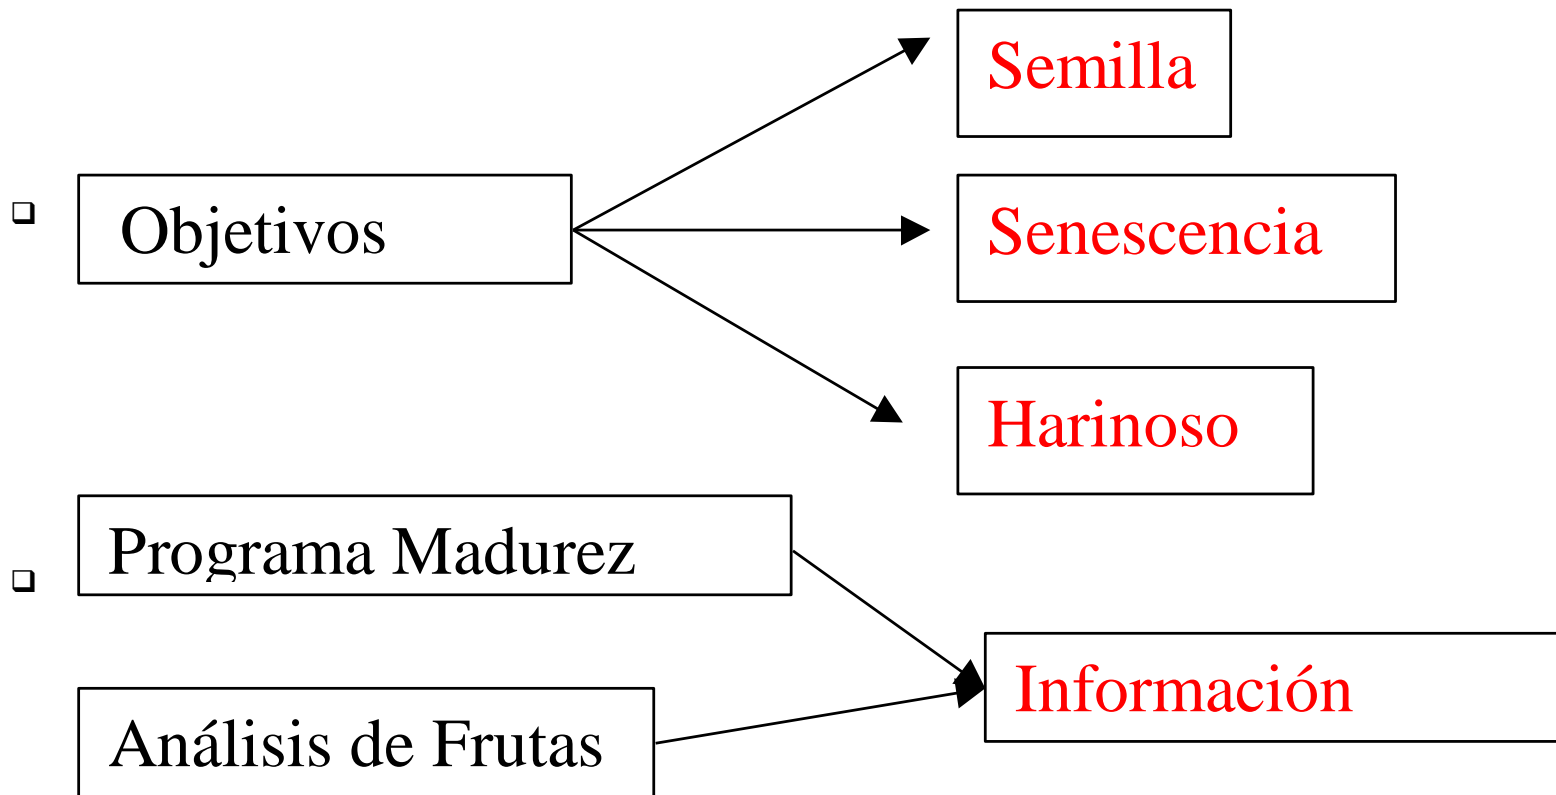 Semilla
Objetivos
Senescencia
Harinoso
Programa Madurez
Información
Análisis de Frutas